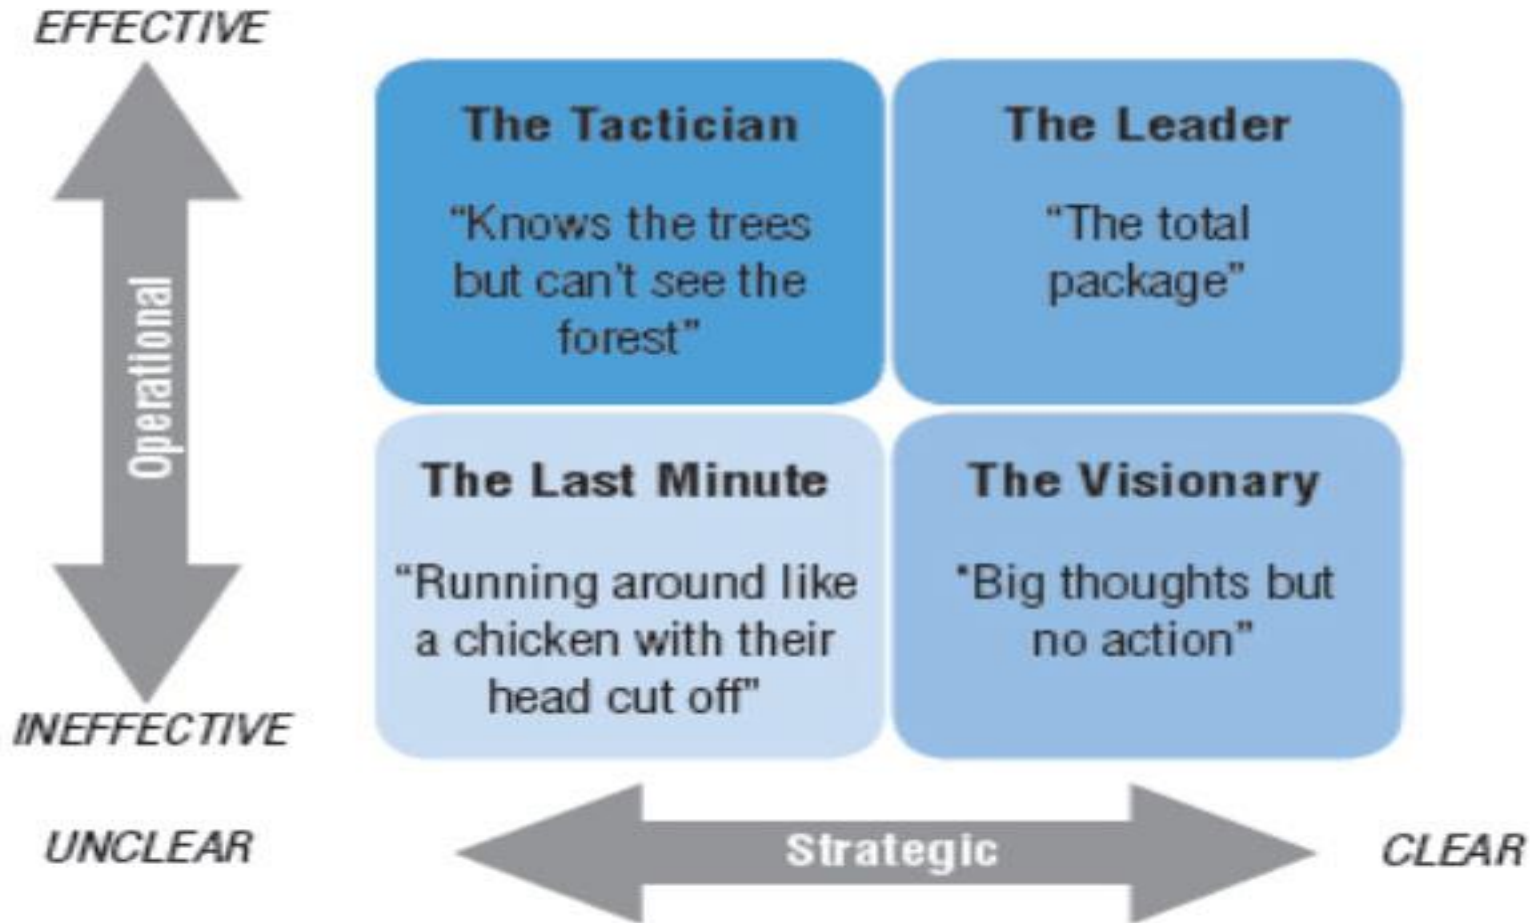 EFFECTIVE
The Tactician
“Knows the trees
but can’t see the
forest”
The Leader
“The total
package”
Operational
The Last Minute
“Running around like
a chicken with their
head cut off”
The Visionary
“Big thoughts but
no action”
INEFFECTIVE
UNCLEAR
Strategic
CLEAR